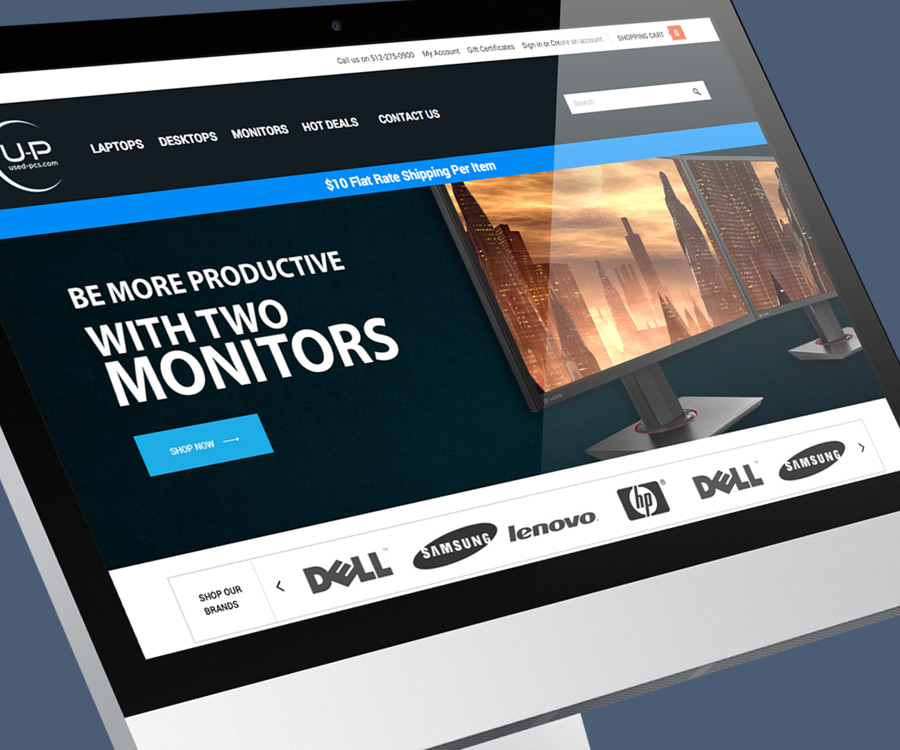 Call us on 512-275-0900 My Account Gift Certificates Sign in or Create an account SHOPPING CART 0
U-P
used-pcs.com
LAPTOPS DESKTOPS MONITORS HOT DEALS CONTACT US
Search
$10 Flat Rate Shipping Per Item
BE MORE PRODUCTIVE
WITH TWO
MONITORS
SHOP NOW
SHOP OUR
BRANDS
DELL SAMSUNG lenovo hp DELL SAMSUNG